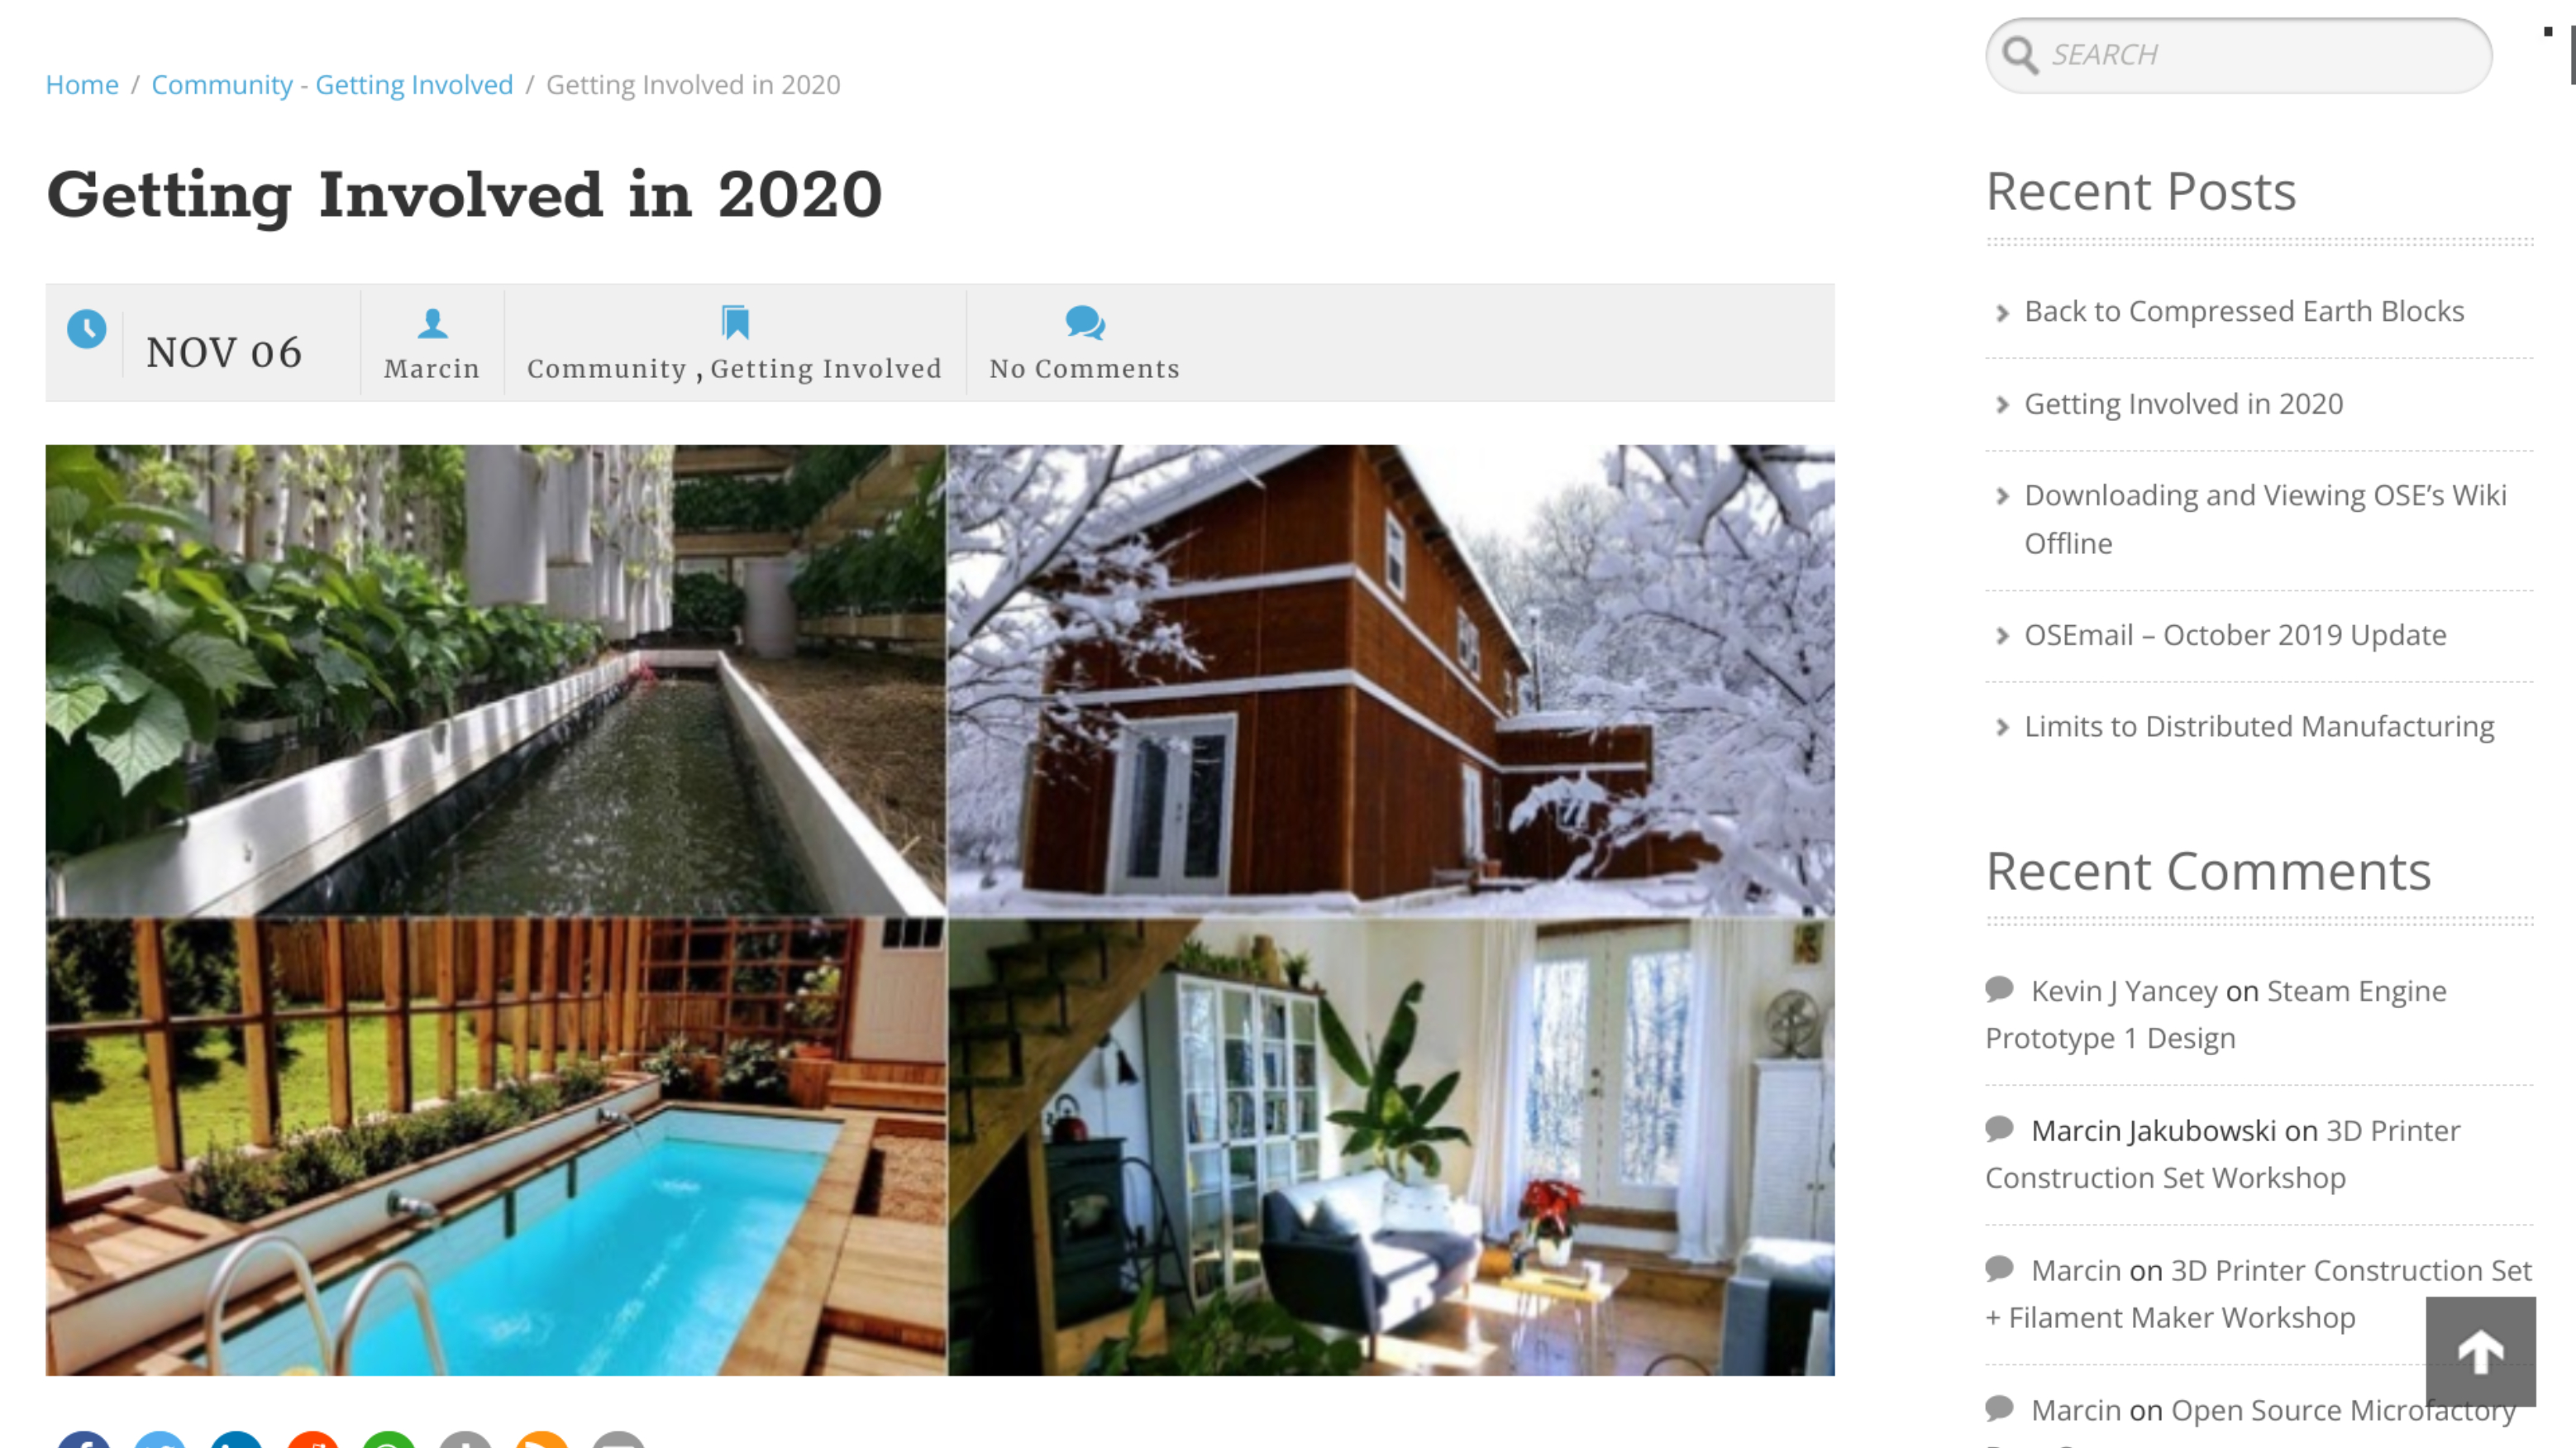 Home / Community - Getting Involved / Getting Involved in 2020
Getting Involved in 2020
NOV 06
Marcin
Community , Getting Involved
No Comments
SEARCH
Recent Posts
Back to Compressed Earth Blocks
Getting Involved in 2020
Downloading and Viewing OSE’s Wiki
Offline
OSEmail – October 2019 Update
Limits to Distributed Manufacturing
Recent Comments
Kevin J Yancey on Steam Engine
Prototype 1 Design
Marcin Jakubowski on 3D Printer
Construction Set Workshop
Marcin on 3D Printer Construction Set
+ Filament Maker Workshop
Marcin on Open Source Microfactory